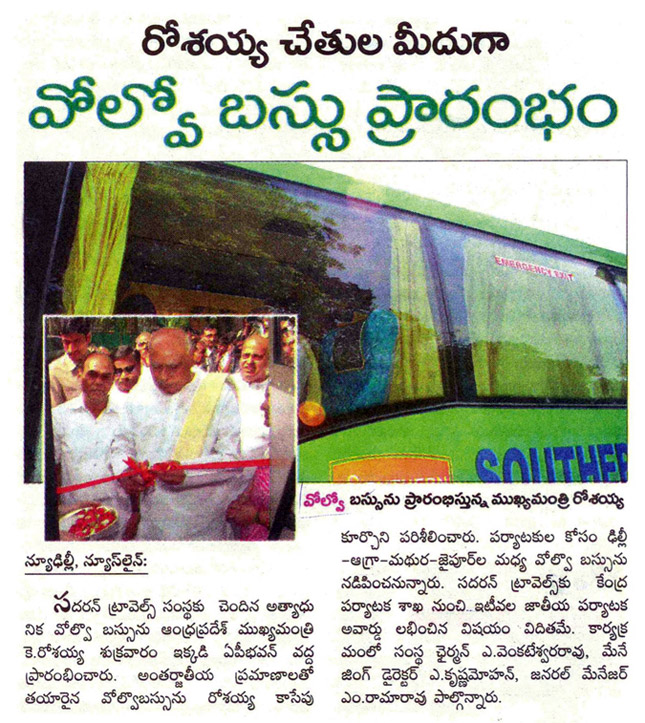 రోశయ్య చేతుల మీదుగా
వోల్వో బస్సు ప్రారంభం
EMERGENCY EXIT
SOUTHERN
SOUTHER
వోల్వో బస్సును ప్రారంభిస్తున్న ముఖ్యమంత్రి రోశయ్య
న్యూఢిల్లీ, న్యూస్‌లైన్:
సదరన్ ట్రావెల్స్ సంస్థకు చెందిన అత్యాధు
నిక వోల్వొ బస్సును ఆంధ్రప్రదేశ్ ముఖ్యమంత్రి
కె.రోశయ్య శుక్రవారం ఇక్కడి ఏపీభవన్ వద్ద
ప్రారంభించారు. అంతర్జాతీయ ప్రమాణాలతో
తయారైన వోల్వొబస్సును రోశయ్య కాసేపు
కూర్చొని పరిశీలించారు. పర్యాటకుల కోసం ఢిల్లీ
-ఆగ్రా-మథుర-జైపూర్‌ల మధ్య వోల్వొ బస్సును
నడిపించనున్నారు. సదరన్ ట్రావెల్స్‌కు కేంద్ర
పర్యాటక శాఖ నుంచి ఇటీవల జాతీయ పర్యాటక
అవార్డు లభించిన విషయం విదితమే. కార్యక్ర
మంలో సంస్థ ఛైర్మన్ ఎ.వెంకటేశ్వరరావు, మేనే
జింగ్ డైరెక్టర్ ఎ.కృష్ణమోహన్, జనరల్ మేనేజర్
ఎం.రామారావు పాల్గొన్నారు.